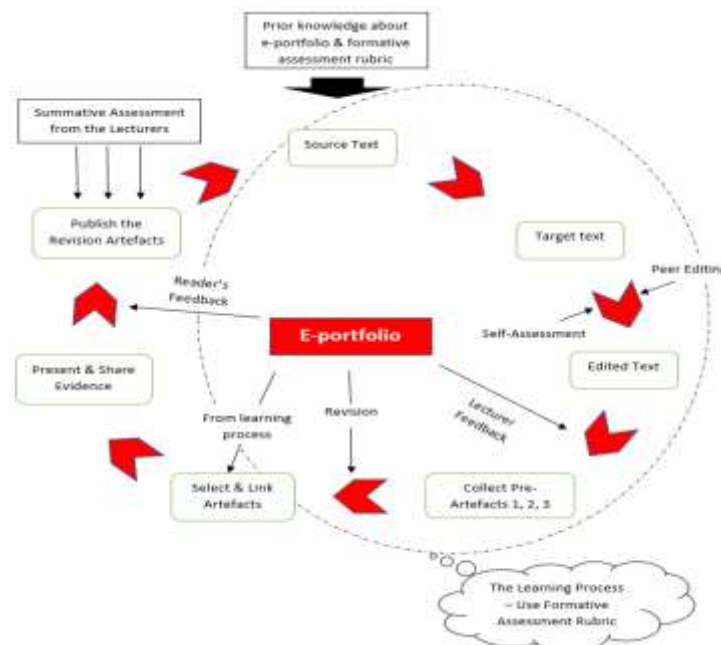 Prior knowledge about
e-portfolio & formative
assessment rubric
Summative Assessment
from the Lecturers
Source Text
Publish the
Revision Artefacts
Target text
Peer Editing
Reader's
Feedback
Self-Assessment
E-portfolio
Edited Text
Present & Share
Evidence
From learning
process
Revision
Lecturer
Feedback
Select & Link
Artefacts
Collect Pre-
Artefacts 1, 2, 3
The Learning Process
– Use Formative
Assessment Rubric